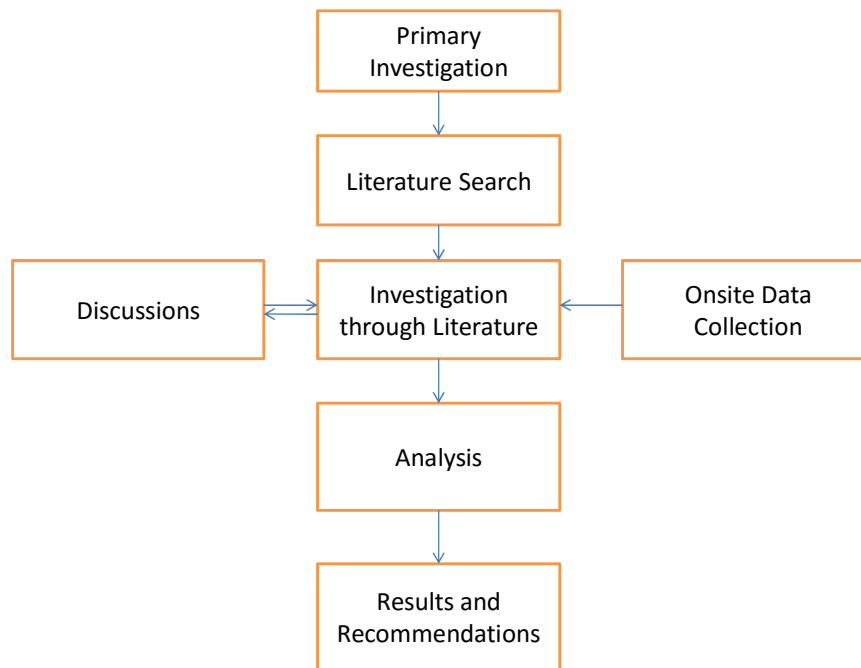 Primary
Investigation
Literature Search
Discussions
Investigation
through Literature
Onsite Data
Collection
Analysis
Results and
Recommendations